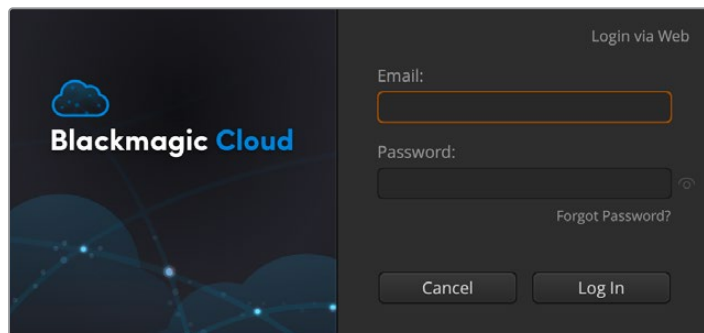 Blackmagic Cloud
Login via Web
Email:
Password:
Forgot Password?
Cancel
Log In